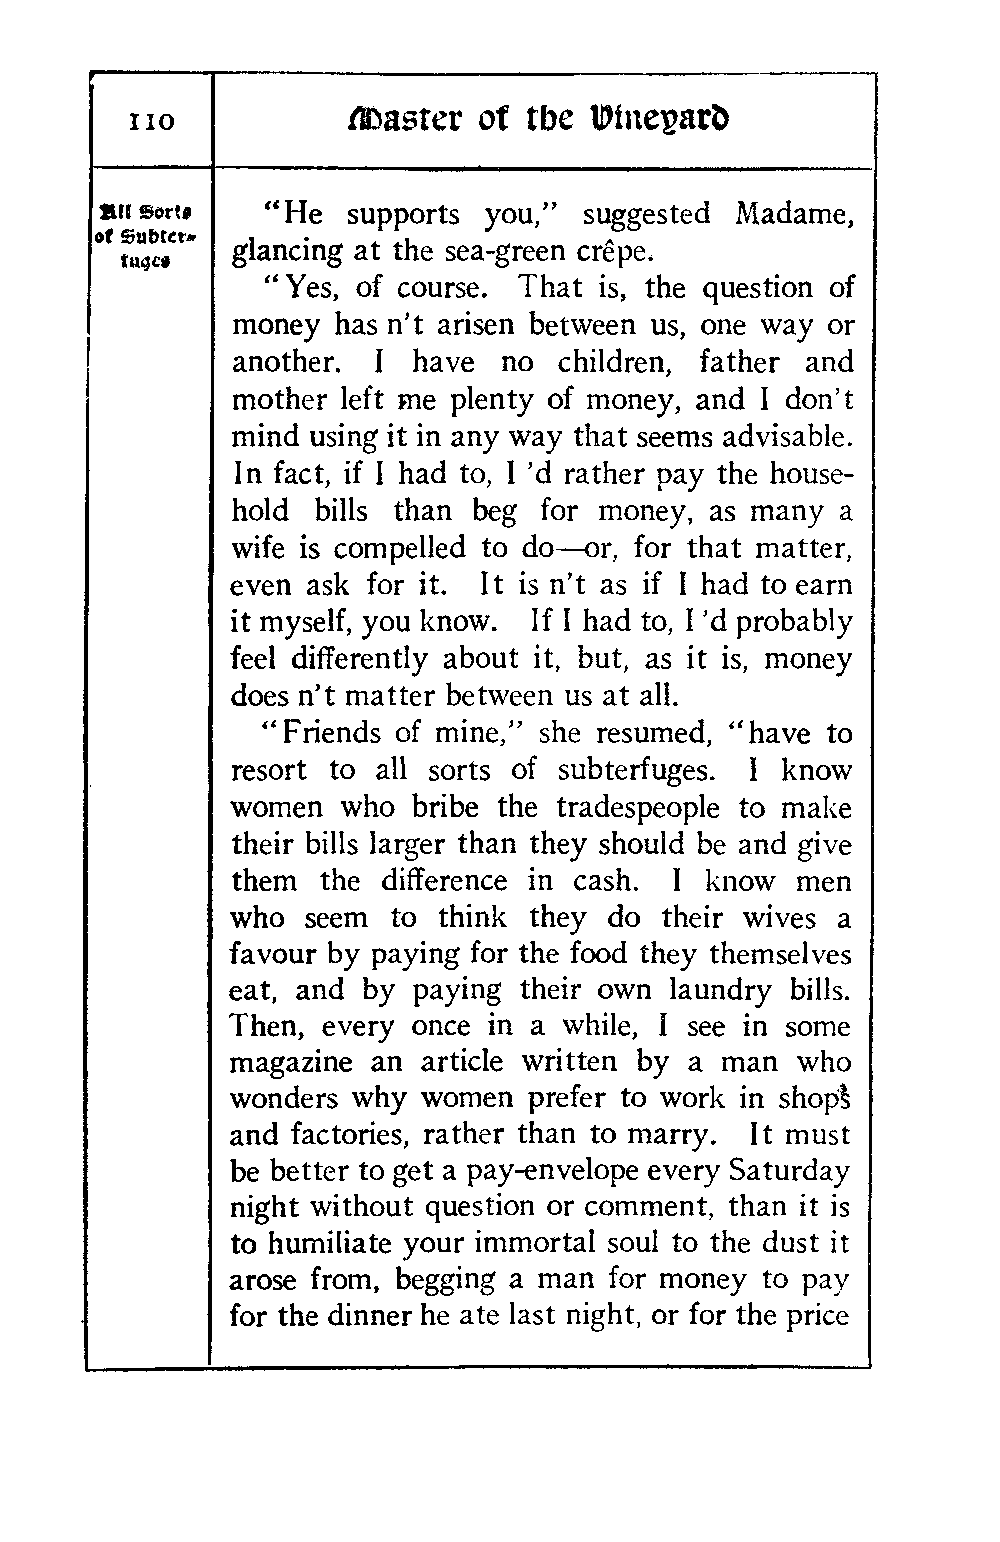 110
Master of the Vineyard
All Sorts
of Subter-
fuges
“He supports you,” suggested Madame,
glancing at the sea-green crêpe.
“Yes, of course. That is, the question of
money has n’t arisen between us, one way or
another. I have no children, father and
mother left me plenty of money, and I don’t
mind using it in any way that seems advisable.
In fact, if I had to, I ’d rather pay the house-
hold bills than beg for money, as many a
wife is compelled to do—or, for that matter,
even ask for it. It is n’t as if I had to earn
it myself, you know. If I had to, I ’d probably
feel differently about it, but, as it is, money
does n’t matter between us at all.
“Friends of mine,” she resumed, “have to
resort to all sorts of subterfuges. I know
women who bribe the tradespeople to make
their bills larger than they should be and give
them the difference in cash. I know men
who seem to think they do their wives a
favour by paying for the food they themselves
eat, and by paying their own laundry bills.
Then, every once in a while, I see in some
magazine an article written by a man who
wonders why women prefer to work in shops
and factories, rather than to marry. It must
be better to get a pay-envelope every Saturday
night without question or comment, than it is
to humiliate your immortal soul to the dust it
arose from, begging a man for money to pay
for the dinner he ate last night, or for the price